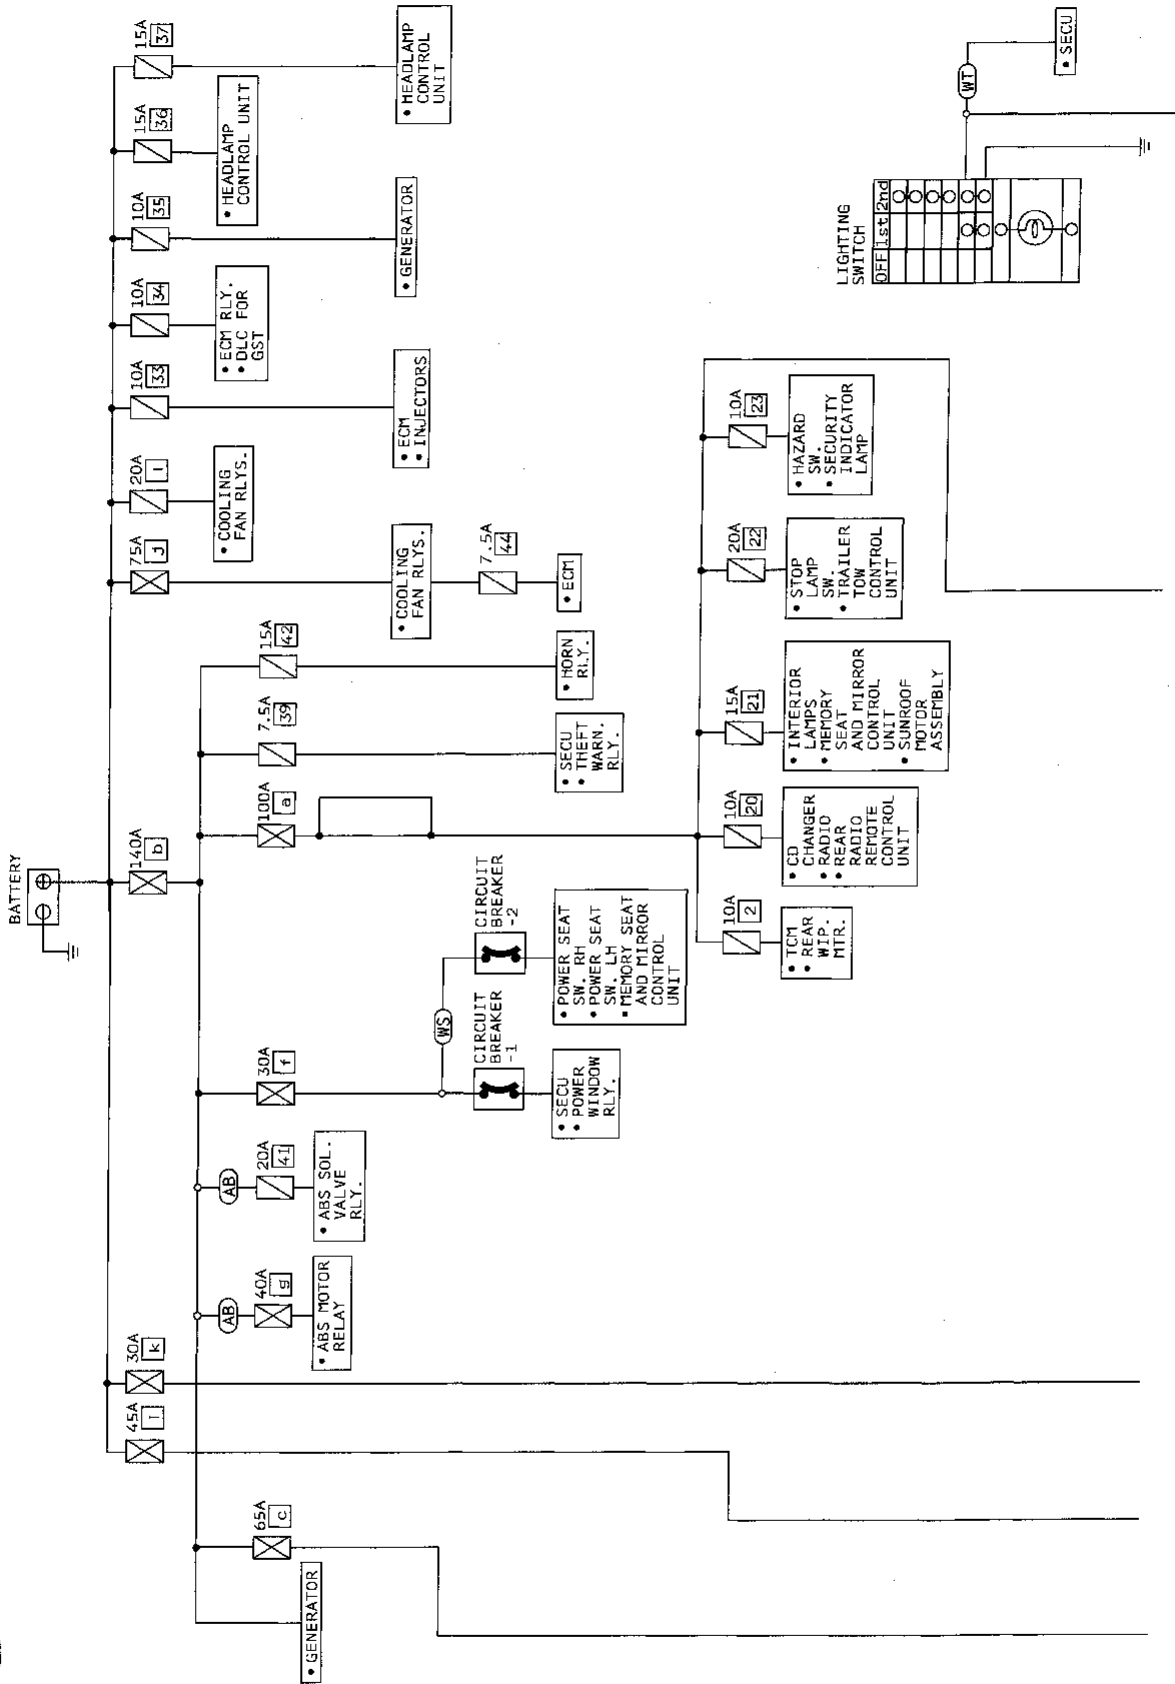 BATTERY
140A
b
45A
l
30A
k
75A
j
20A
i
10A
33
10A
34
10A
35
15A
36
15A
37
• COOLING
FAN RLYS.
• ECM RLY.
• DLC FOR
GST
• HEADLAMP
CONTROL UNIT
65A
c
40A
g
AB
20A
41
AB
30A
f
100A
a
7.5A
39
15A
42
• GENERATOR
• ABS MOTOR
RELAY
• ABS SOL.
VALVE
RLY.
• COOLING
FAN RLYS.
• ECM
• INJECTORS
• GENERATOR
• HEADLAMP
CONTROL
UNIT
WS
CIRCUIT
BREAKER
-1
CIRCUIT
BREAKER
-2
7.5A
44
• SECU
• POWER
WINDOW
RLY.
• POWER SEAT
SW. RH
• POWER SEAT
SW. LH
• MEMORY SEAT
AND MIRROR
CONTROL
UNIT
• SECU
• THEFT
WARN.
RLY.
• HORN
RLY.
• ECM
10A
2
10A
20
15A
21
20A
22
10A
23
• TCM
• REAR
WIP.
MTR.
• CD
CHANGER
• RADIO
• REAR
RADIO
REMOTE
CONTROL
UNIT
• INTERIOR
LAMPS
• MEMORY
SEAT
AND MIRROR
CONTROL
UNIT
• SUNROOF
MOTOR
ASSEMBLY
• STOP
LAMP
SW.
• TRAILER
TOW
CONTROL
UNIT
• HAZARD
SW.
• SECURITY
INDICATOR
LAMP
LIGHTING
SWITCH
OFF 1st 2nd
WT
• SECU